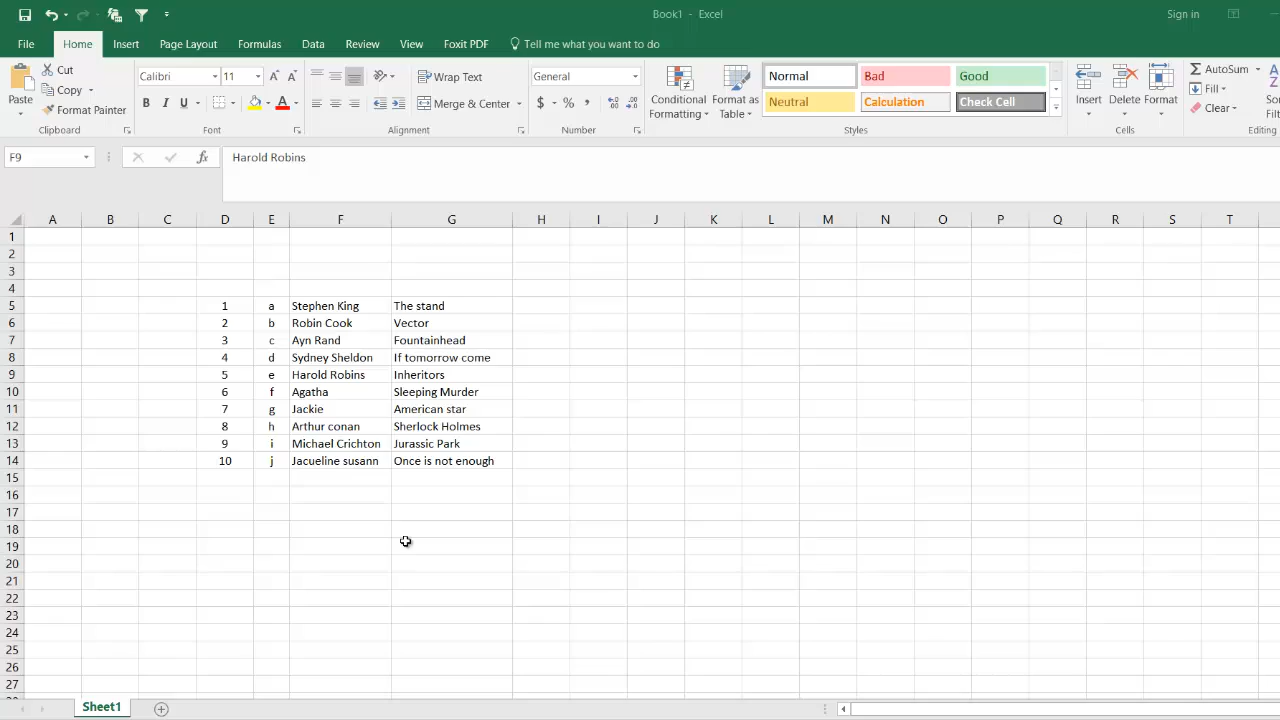 Book1 - Excel
Sign in
File Home Insert Page Layout Formulas Data Review View Foxit PDF Tell me what you want to do
Paste
Cut
Copy
Format Painter
Calibri 11
B I U
Wrap Text
Merge & Center
General
$ % ,
Conditional Formatting
Format as Table
Normal Bad Good
Neutral Calculation Check Cell
Insert Delete Format
AutoSum
Fill
Clear
Clipboard Font Alignment Number Styles Cells Editing
F9 fx Harold Robins
A B C D E F G H I J K L M N O P Q R S T
1
2
3
4
5 1 a Stephen King The stand
6 2 b Robin Cook Vector
7 3 c Ayn Rand Fountainhead
8 4 d Sydney Sheldon If tomorrow come
9 5 e Harold Robins Inheritors
10 6 f Agatha Sleeping Murder
11 7 g Jackie American star
12 8 h Arthur conan Sherlock Holmes
13 9 i Michael Crichton Jurassic Park
14 10 j Jacueline susann Once is not enough
15
16
17
18
19
20
21
22
23
24
25
26
27
Sheet1